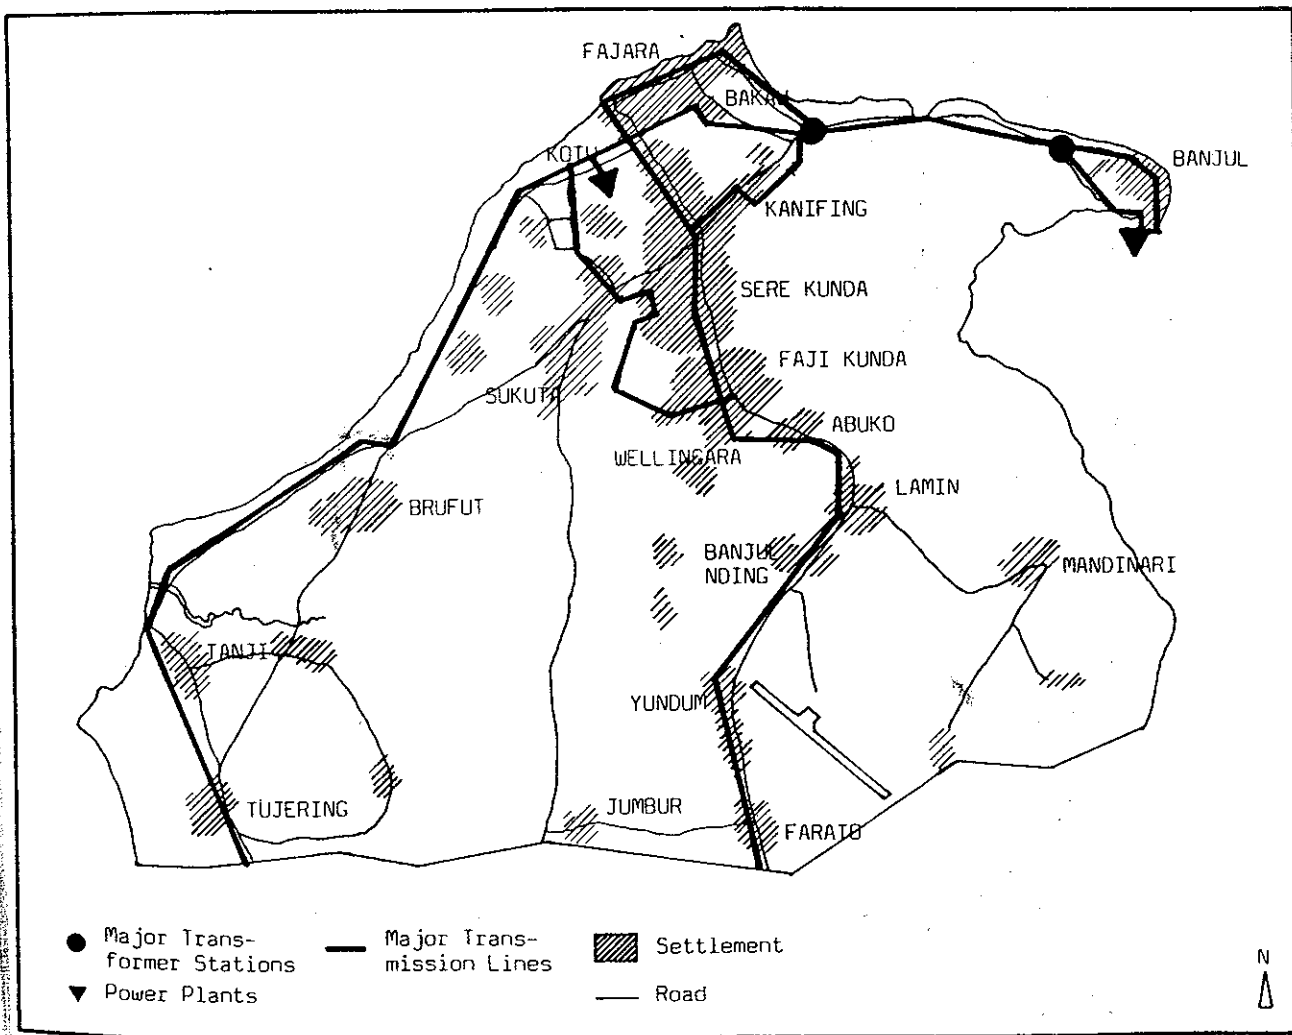 FAJARA
BAKAU
BANJUL
KOTU
KANIFING
SERE KUNDA
FAJI KUNDA
SUKUTA
ABUKO
WELLINGARA
LAMIN
BRUFUT
BANJUL
NDING
MANDINARI
TANJI
YUNDUM
TUJERING
JUMBUR
FARATO
Major Trans-
former Stations
Major Trans-
mission Lines
Settlement
Power Plants
Road
N